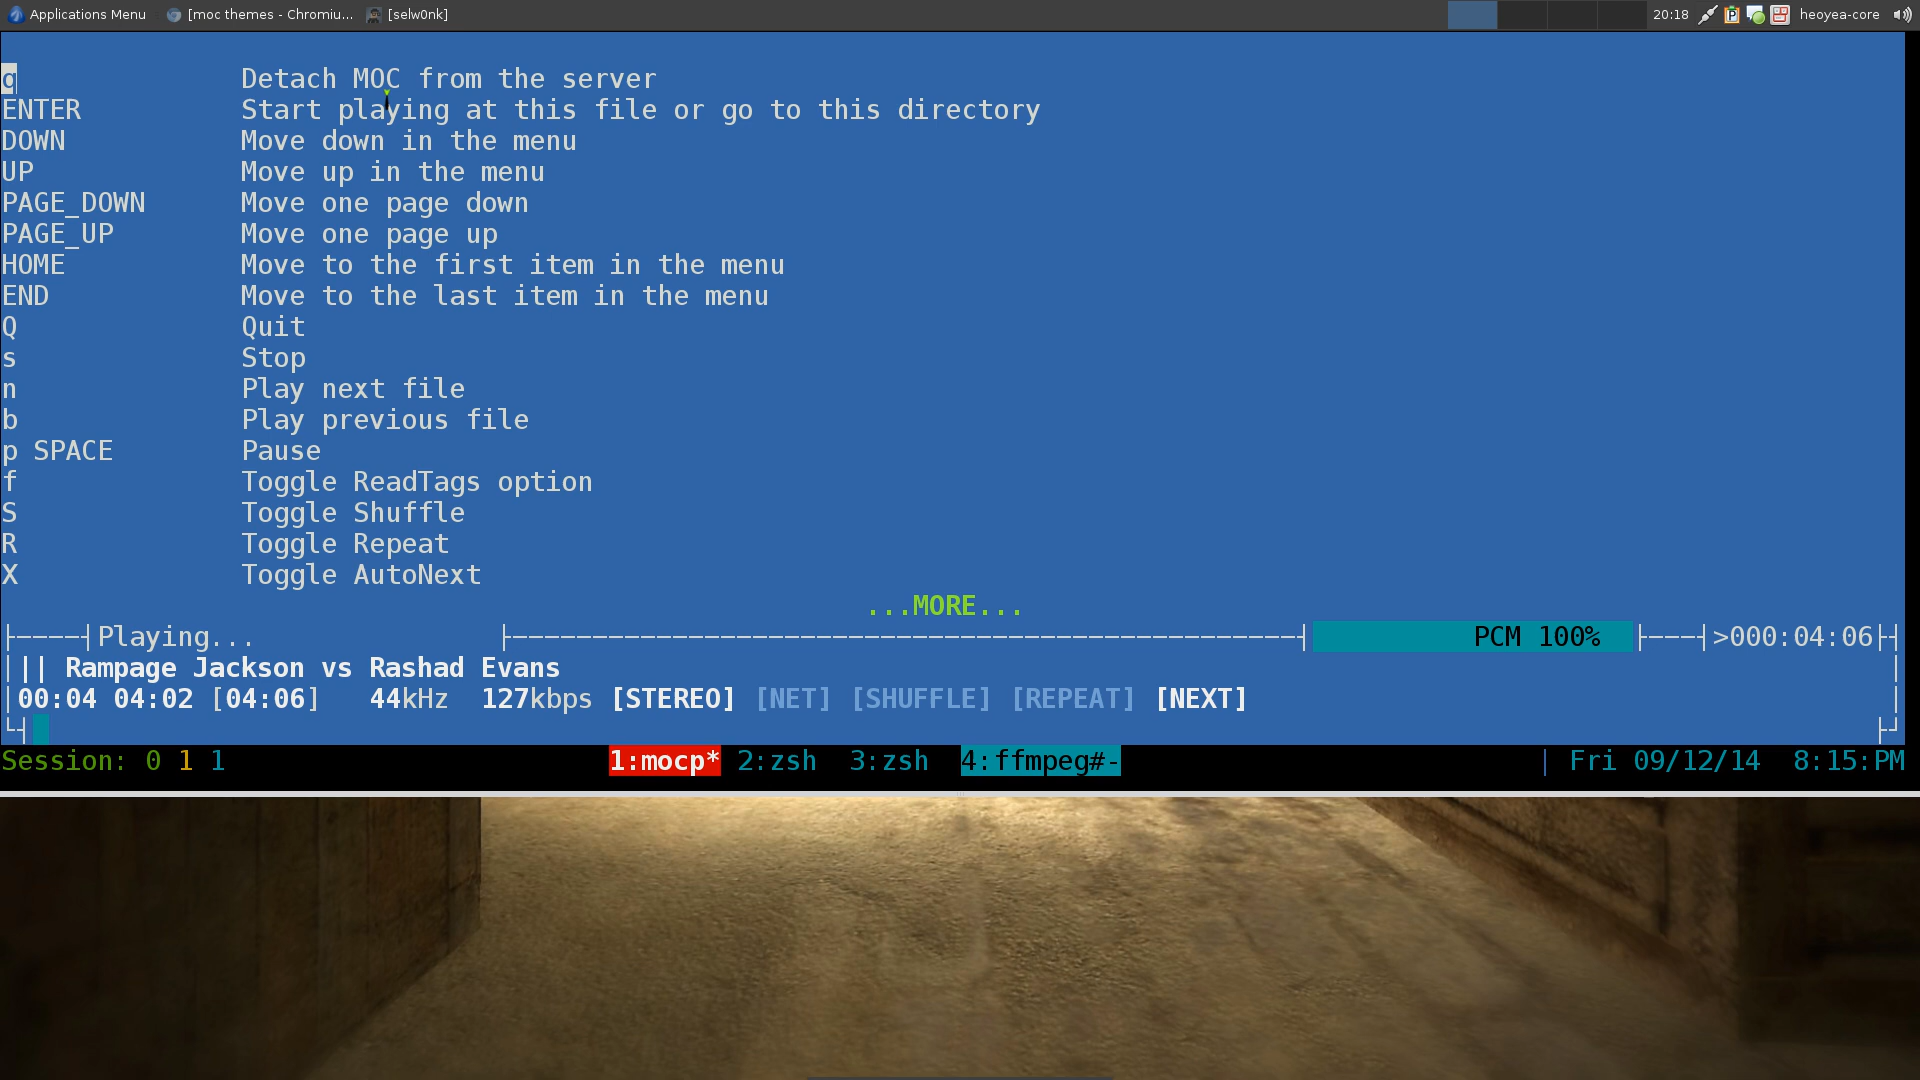 Applications Menu [moc themes - Chromiu... [selw0nk] 20:18 heoyea-core
q Detach MOC from the server
ENTER Start playing at this file or go to this directory
DOWN Move down in the menu
UP Move up in the menu
PAGE_DOWN Move one page down
PAGE_UP Move one page up
HOME Move to the first item in the menu
END Move to the last item in the menu
Q Quit
s Stop
n Play next file
b Play previous file
p SPACE Pause
f Toggle ReadTags option
S Toggle Shuffle
R Toggle Repeat
X Toggle AutoNext
...MORE...
Playing... PCM 100% >000:04:06
|| Rampage Jackson vs Rashad Evans
00:04 04:02 [04:06] 44kHz 127kbps [STEREO] [NET] [SHUFFLE] [REPEAT] [NEXT]
Session: 0 1 1 1:mocp* 2:zsh 3:zsh 4:ffmpeg#- | Fri 09/12/14 8:15:PM